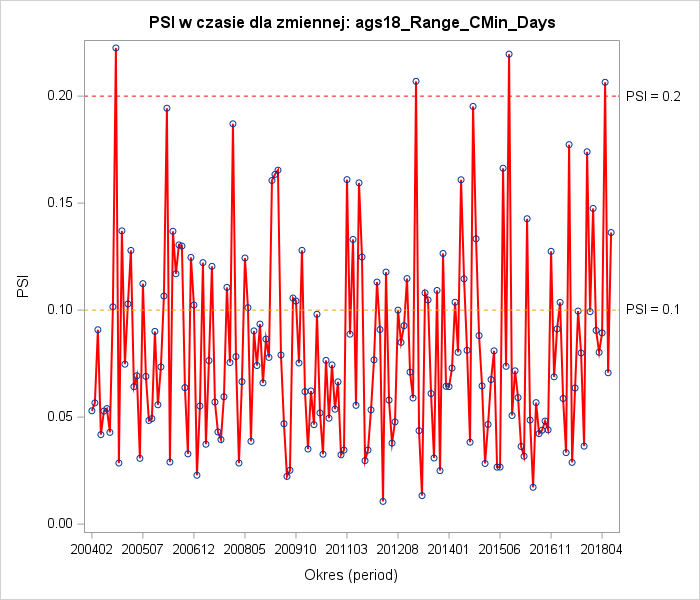 PSI w czasie dla zmiennej: ags18_Range_CMin_Days
0.20
PSI = 0.2
0.15
PSI
0.10
PSI = 0.1
0.05
0.00
200402 200507 200612 200805 200910 201103 201208 201401 201506 201611 201804
Okres (period)